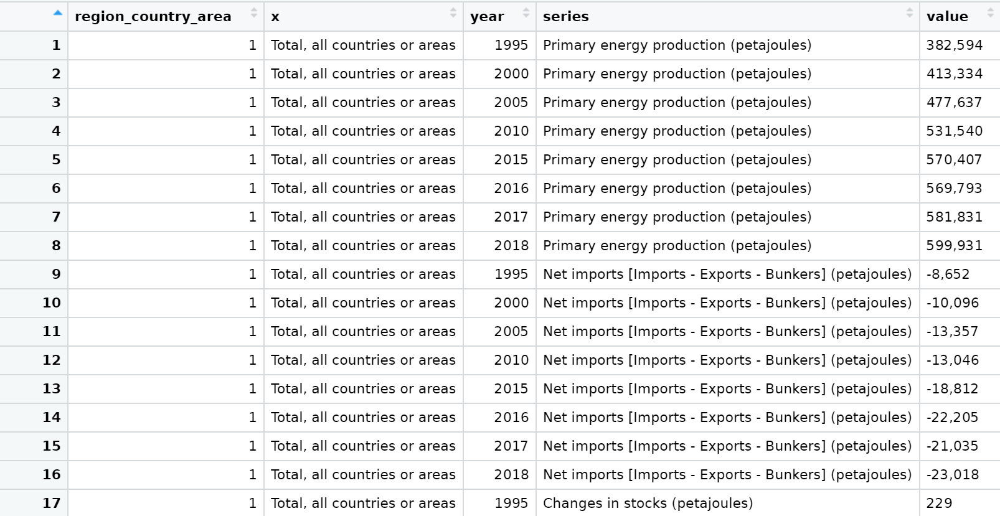 region_country_area x year series value
1 1 Total, all countries or areas 1995 Primary energy production (petajoules) 382,594
2 1 Total, all countries or areas 2000 Primary energy production (petajoules) 413,334
3 1 Total, all countries or areas 2005 Primary energy production (petajoules) 477,637
4 1 Total, all countries or areas 2010 Primary energy production (petajoules) 531,540
5 1 Total, all countries or areas 2015 Primary energy production (petajoules) 570,407
6 1 Total, all countries or areas 2016 Primary energy production (petajoules) 569,793
7 1 Total, all countries or areas 2017 Primary energy production (petajoules) 581,831
8 1 Total, all countries or areas 2018 Primary energy production (petajoules) 599,931
9 1 Total, all countries or areas 1995 Net imports [Imports - Exports - Bunkers] (petajoules) -8,652
10 1 Total, all countries or areas 2000 Net imports [Imports - Exports - Bunkers] (petajoules) -10,096
11 1 Total, all countries or areas 2005 Net imports [Imports - Exports - Bunkers] (petajoules) -13,357
12 1 Total, all countries or areas 2010 Net imports [Imports - Exports - Bunkers] (petajoules) -13,046
13 1 Total, all countries or areas 2015 Net imports [Imports - Exports - Bunkers] (petajoules) -18,812
14 1 Total, all countries or areas 2016 Net imports [Imports - Exports - Bunkers] (petajoules) -22,205
15 1 Total, all countries or areas 2017 Net imports [Imports - Exports - Bunkers] (petajoules) -21,035
16 1 Total, all countries or areas 2018 Net imports [Imports - Exports - Bunkers] (petajoules) -23,018
17 1 Total, all countries or areas 1995 Changes in stocks (petajoules) 229